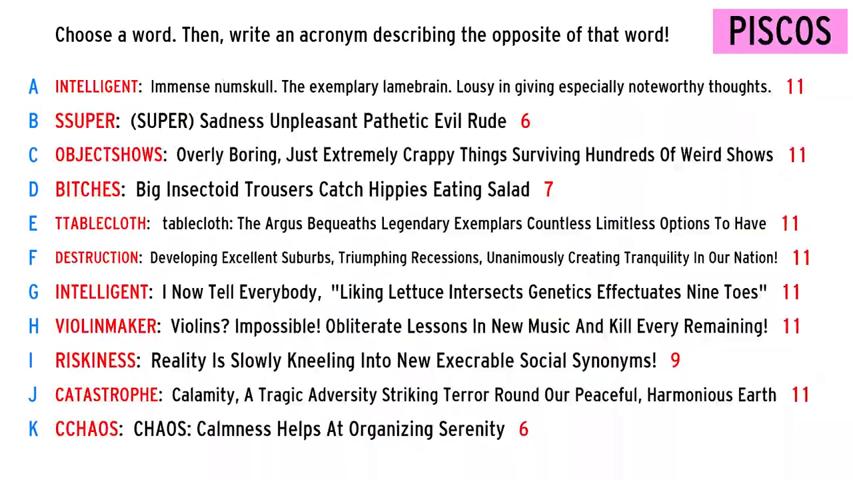 Choose a word. Then, write an acronym describing the opposite of that word!
PISCOS
A INTELLIGENT: Immense numskull. The exemplary lamebrain. Lousy in giving especially noteworthy thoughts. 11
B SSUPER: (SUPER) Sadness Unpleasant Pathetic Evil Rude 6
C OBJECTSHOWS: Overly Boring, Just Extremely Crappy Things Surviving Hundreds Of Weird Shows 11
D BITCHES: Big Insectoid Trousers Catch Hippies Eating Salad 7
E TTABLECLOTH: tablecloth: The Argus Bequeaths Legendary Exemplars Countless Limitless Options To Have 11
F DESTRUCTION: Developing Excellent Suburbs, Triumphing Recessions, Unanimously Creating Tranquility In Our Nation! 11
G INTELLIGENT: I Now Tell Everybody, "Liking Lettuce Intersects Genetics Effectuates Nine Toes" 11
H VIOLINMAKER: Violins? Impossible! Obliterate Lessons In New Music And Kill Every Remaining! 11
I RISKINESS: Reality Is Slowly Kneeling Into New Execrable Social Synonyms! 9
J CATASTROPHE: Calamity, A Tragic Adversity Striking Terror Round Our Peaceful, Harmonious Earth 11
K CCHAOS: CHAOS: Calmness Helps At Organizing Serenity 6